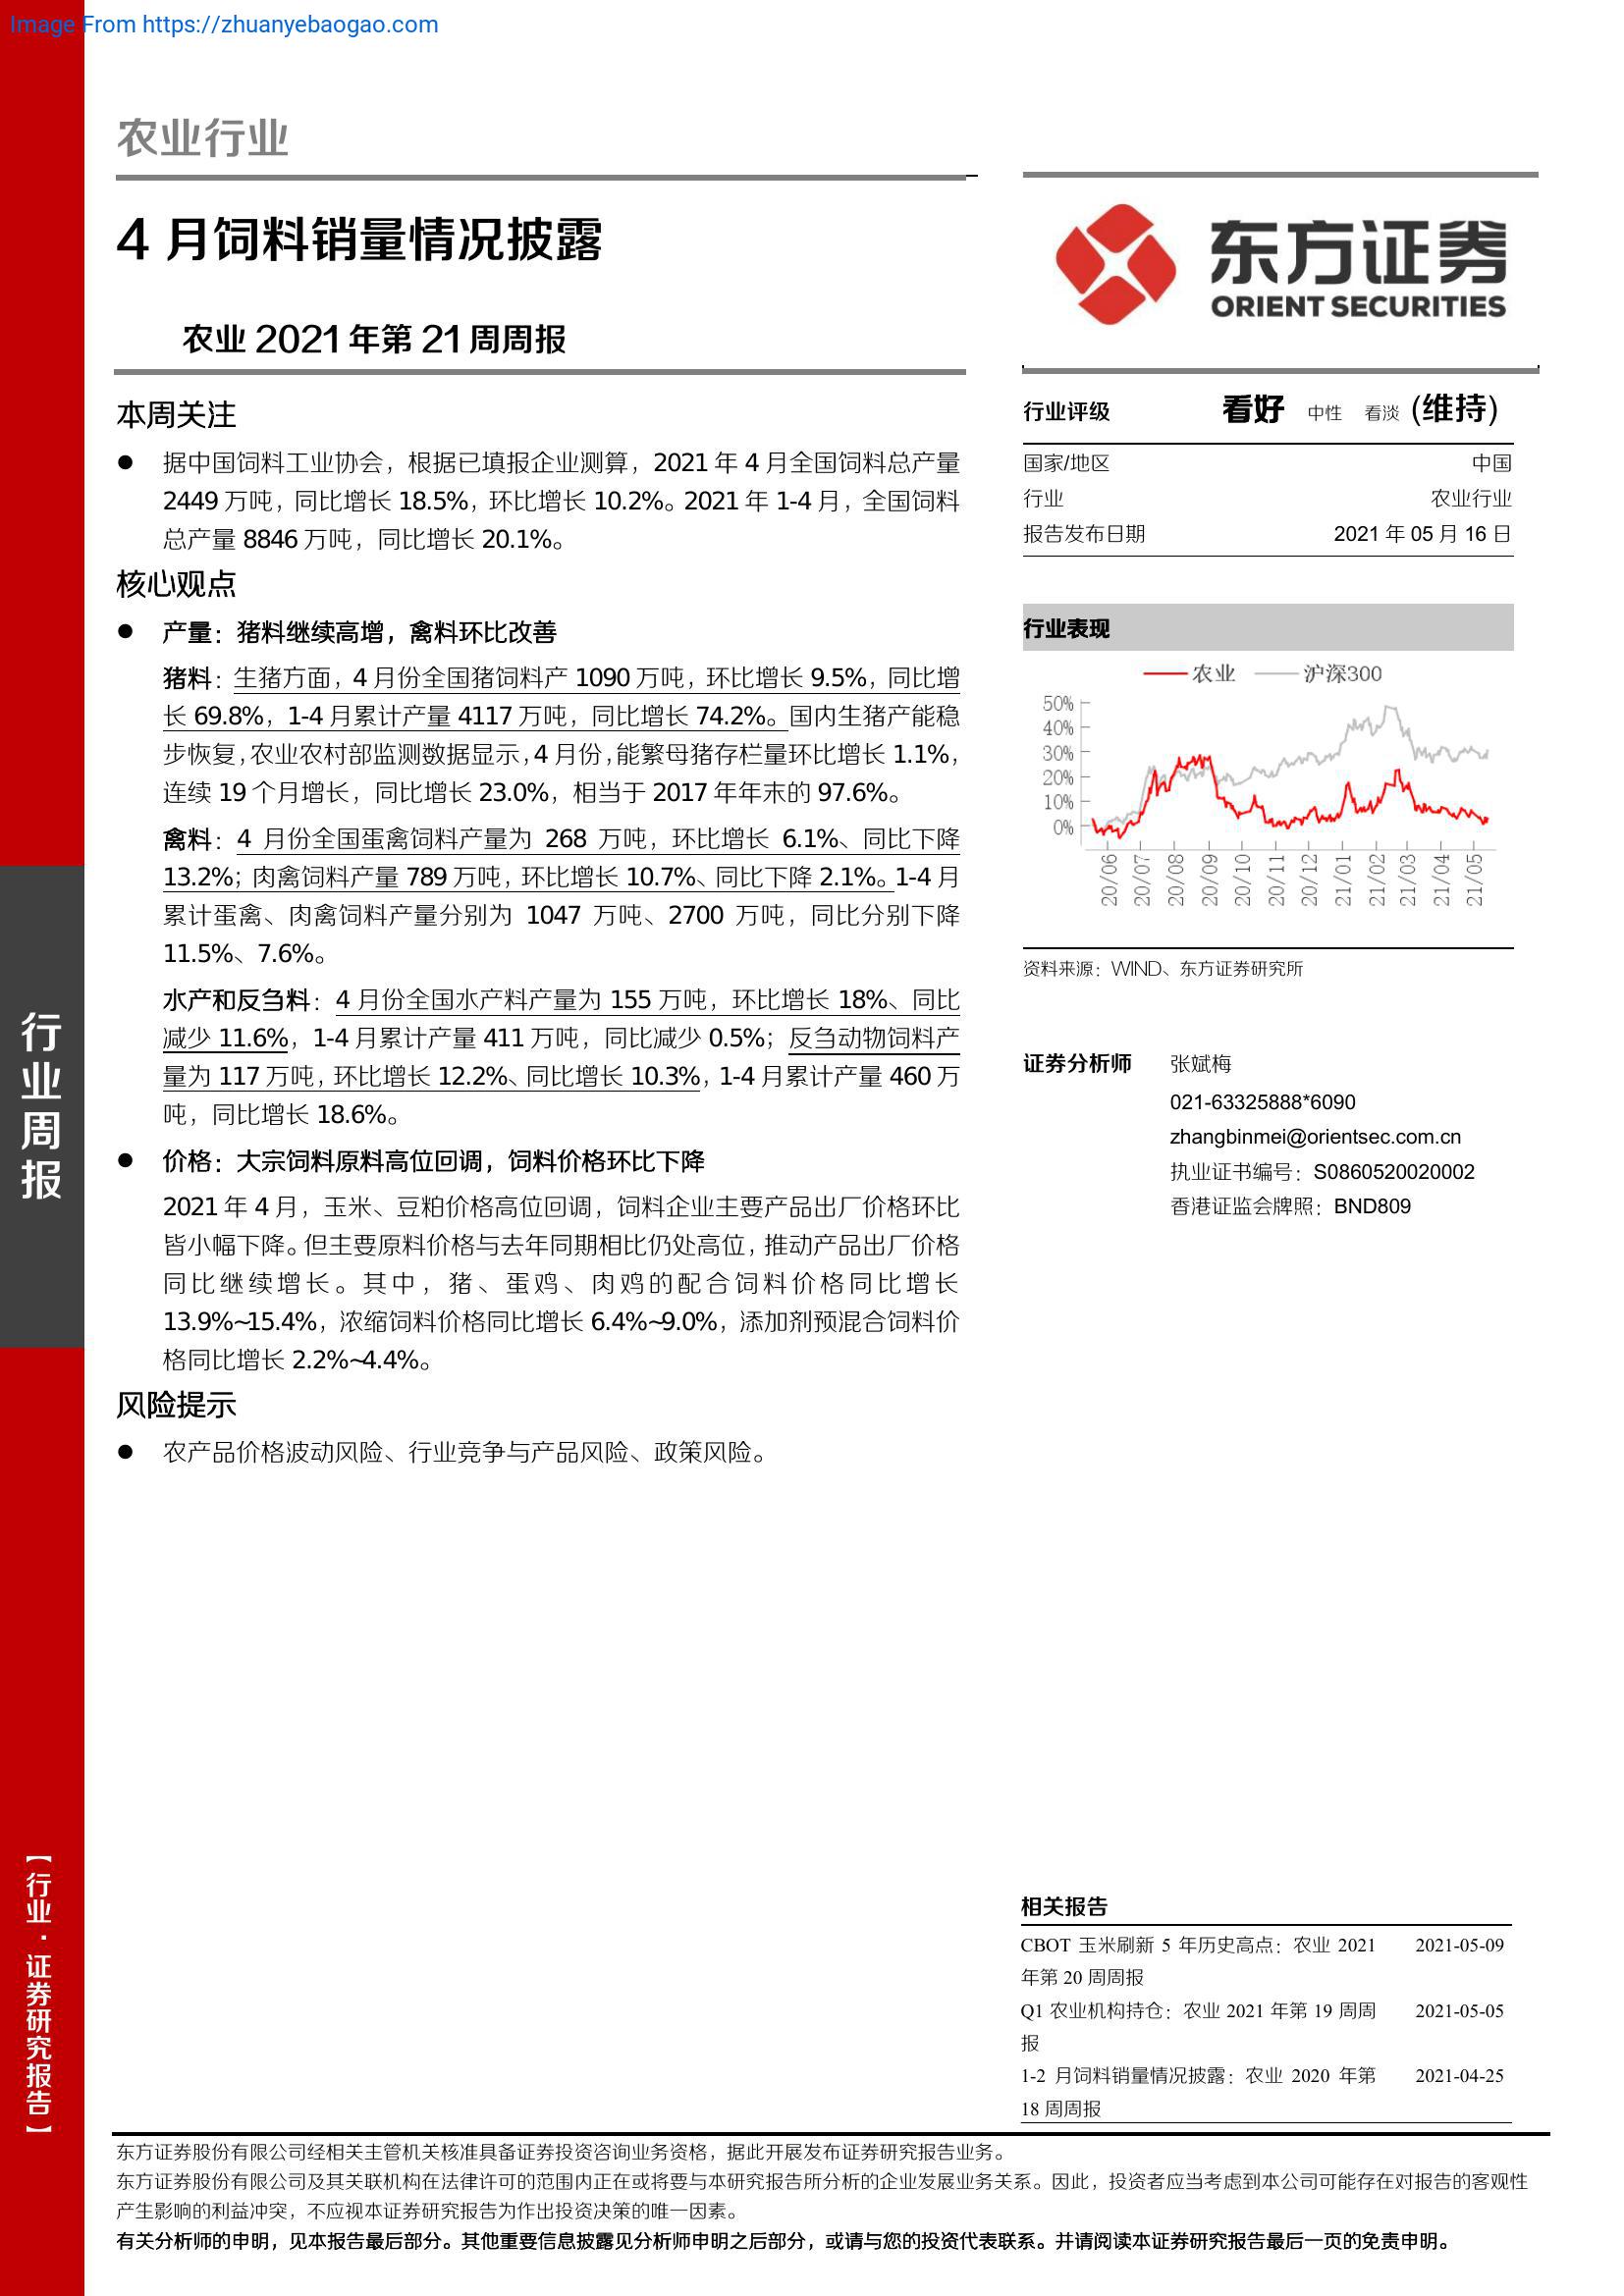 Image From https://zhuanyebaogao.com
农业行业
4 月饲料销量情况披露
农业 2021 年第 21 周周报
本周关注
● 据中国饲料工业协会，根据已填报企业测算，2021 年 4 月全国饲料总产量
2449 万吨，同比增长 18.5%，环比增长 10.2%。2021 年 1-4 月，全国饲料
总产量 8846 万吨，同比增长 20.1%。
核心观点
● 产量：猪料继续高增，禽料环比改善
猪料：生猪方面，4 月份全国猪饲料产 1090 万吨，环比增长 9.5%，同比增
长 69.8%，1-4 月累计产量 4117 万吨，同比增长 74.2%。国内生猪产能稳
步恢复，农业农村部监测数据显示，4 月份，能繁母猪存栏量环比增长 1.1%，
连续 19 个月增长，同比增长 23.0%，相当于 2017 年年末的 97.6%。
禽料：4 月份全国蛋禽饲料产量为 268 万吨，环比增长 6.1%、同比下降
13.2%；肉禽饲料产量 789 万吨，环比增长 10.7%、同比下降 2.1%。1-4 月
累计蛋禽、肉禽饲料产量分别为 1047 万吨、2700 万吨，同比分别下降
11.5%、7.6%。
水产和反刍料：4 月份全国水产料产量为 155 万吨，环比增长 18%、同比
减少 11.6%，1-4 月累计产量 411 万吨，同比减少 0.5%；反刍动物饲料产
量为 117 万吨，环比增长 12.2%、同比增长 10.3%，1-4 月累计产量 460 万
吨，同比增长 18.6%。
● 价格：大宗饲料原料高位回调，饲料价格环比下降
2021 年 4 月，玉米、豆粕价格高位回调，饲料企业主要产品出厂价格环比
皆小幅下降。但主要原料价格与去年同期相比仍处高位，推动产品出厂价格
同比继续增长。其中，猪、蛋鸡、肉鸡的配合饲料价格同比增长
13.9%~15.4%，浓缩饲料价格同比增长 6.4%~9.0%，添加剂预混合饲料价
格同比增长 2.2%~4.4%。
风险提示
● 农产品价格波动风险、行业竞争与产品风险、政策风险。
东方证券
ORIENT SECURITIES
行业评级 看好 中性 看淡 (维持)
国家/地区 中国
行业 农业行业
报告发布日期 2021 年 05 月 16 日
行业表现
农业 沪深300
50%
40%
30%
20%
10%
0%
20/06 20/07 20/08 20/09 20/10 20/11 20/12 21/01 21/02 21/03 21/04 21/05
资料来源：WIND、东方证券研究所
证券分析师 张斌梅
021-63325888*6090
zhangbinmei@orientsec.com.cn
执业证书编号：S0860520020002
香港证监会牌照：BND809
相关报告
CBOT 玉米刷新 5 年历史高点：农业 2021 2021-05-09
年第 20 周周报
Q1 农业机构持仓：农业 2021 年第 19 周周 2021-05-05
报
1-2 月饲料销量情况披露：农业 2020 年第 2021-04-25
18 周周报
行业周报
【行业·证券研究报告】
东方证券股份有限公司经相关主管机关核准具备证券投资咨询业务资格，据此开展发布证券研究报告业务。
东方证券股份有限公司及其关联机构在法律许可的范围内正在或将要与本研究报告所分析的企业发展业务关系。因此，投资者应当考虑到本公司可能存在对报告的客观性
产生影响的利益冲突，不应视本证券研究报告为作出投资决策的唯一因素。
有关分析师的申明，见本报告最后部分。其他重要信息披露见分析师申明之后部分，或请与您的投资代表联系。并请阅读本证券研究报告最后一页的免责申明。